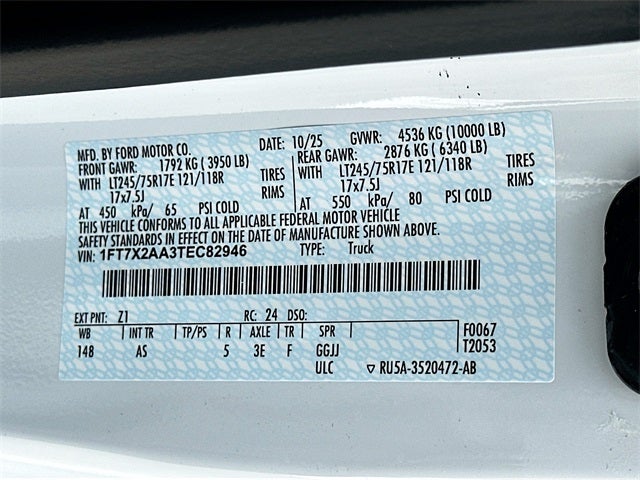 MFD. BY FORD MOTOR CO. DATE: 10/25 GVWR: 4536 KG (10000 LB)
FRONT GAWR: 1792 KG ( 3950 LB) REAR GAWR: 2876 KG ( 6340 LB)
WITH LT245/75R17E 121/118R TIRES WITH LT245/75R17E 121/118R TIRES
17x7.5J RIMS 17x7.5J RIMS
AT 450 kPa/ 65 PSI COLD AT 550 kPa/ 80 PSI COLD
THIS VEHICLE CONFORMS TO ALL APPLICABLE FEDERAL MOTOR VEHICLE
SAFETY STANDARDS IN EFFECT ON THE DATE OF MANUFACTURE SHOWN ABOVE.
VIN: 1FT7X2AA3TEC82946 TYPE: Truck
EXT PNT: Z1 RC: 24 DSO:
WB INT TR TP/PS R AXLE TR SPR F0067
148 AS 5 3E F GGJJ T2053
ULC ▽ RU5A-3520472-AB